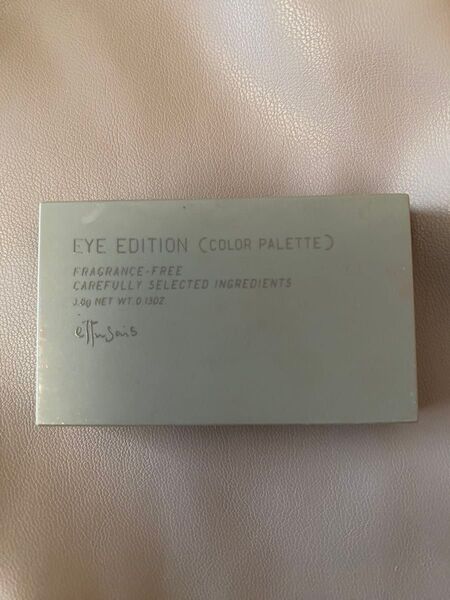 EYE EDITION (COLOR PALETTE)
FRAGRANCE-FREE
CAREFULLY SELECTED INGREDIENTS
3.8g NET WT. 0.13OZ
ettusais